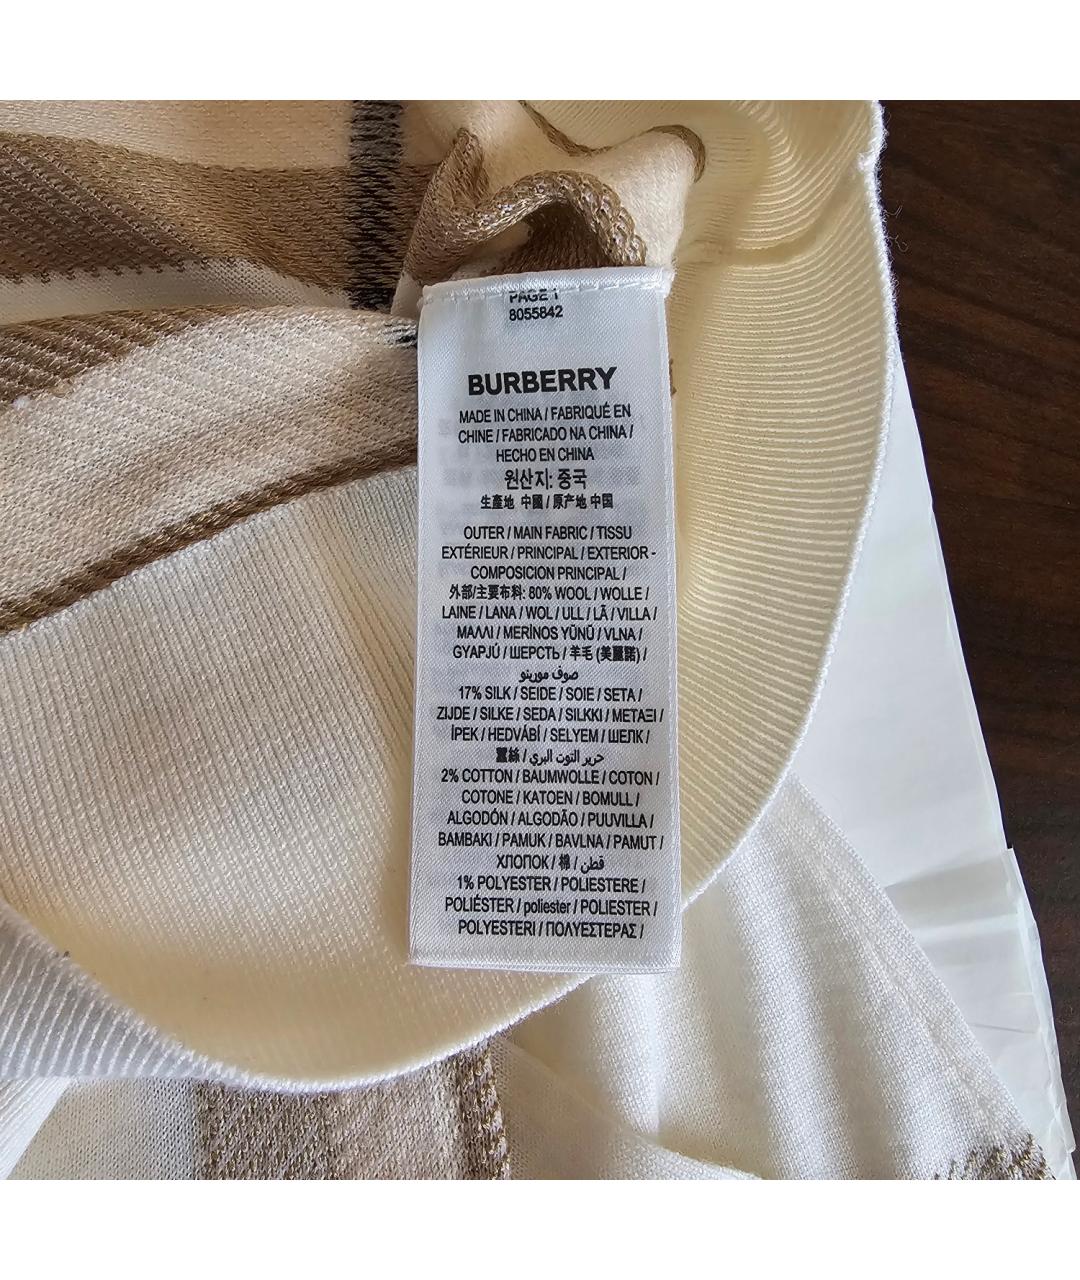 PAGE 1
8055842
BURBERRY
MADE IN CHINA / FABRIQUÉ EN
CHINE / FABRICADO NA CHINA /
HECHO EN CHINA
원산지: 중국
生產地 中國 / 原产地 中国
OUTER / MAIN FABRIC / TISSU
EXTÉRIEUR / PRINCIPAL / EXTERIOR -
COMPOSICION PRINCIPAL /
外部/主要布料: 80% WOOL / WOLLE /
LAINE / LANA / WOL / ULL / LÃ / VILLA /
ΜΑΛΛΙ / MERİNOS YÜNÜ / VLNA /
GYAPJÚ / ШЕРСТЬ / 羊毛 (美麗諾) /
صوف مورينو
17% SILK / SEIDE / SOIE / SETA /
ZIJDE / SILKE / SEDA / SILKKI / ΜΕΤΑΞΙ /
İPEK / HEDVÁBÍ / SELYEM / ШЕЛК /
蠶絲 / حرير التوت البري /
2% COTTON / BAUMWOLLE / COTON /
COTONE / KATOEN / BOMULL /
ALGODÓN / ALGODÃO / PUUVILLA /
BAMBAKI / PAMUK / BAVLNA / PAMUT /
ХЛОПОК / 棉 / قطن /
1% POLYESTER / POLIESTERE /
POLIÉSTER / poliester / POLIESTER /
POLYESTERI / ΠΟΛΥΕΣΤΕΡΑΣ /